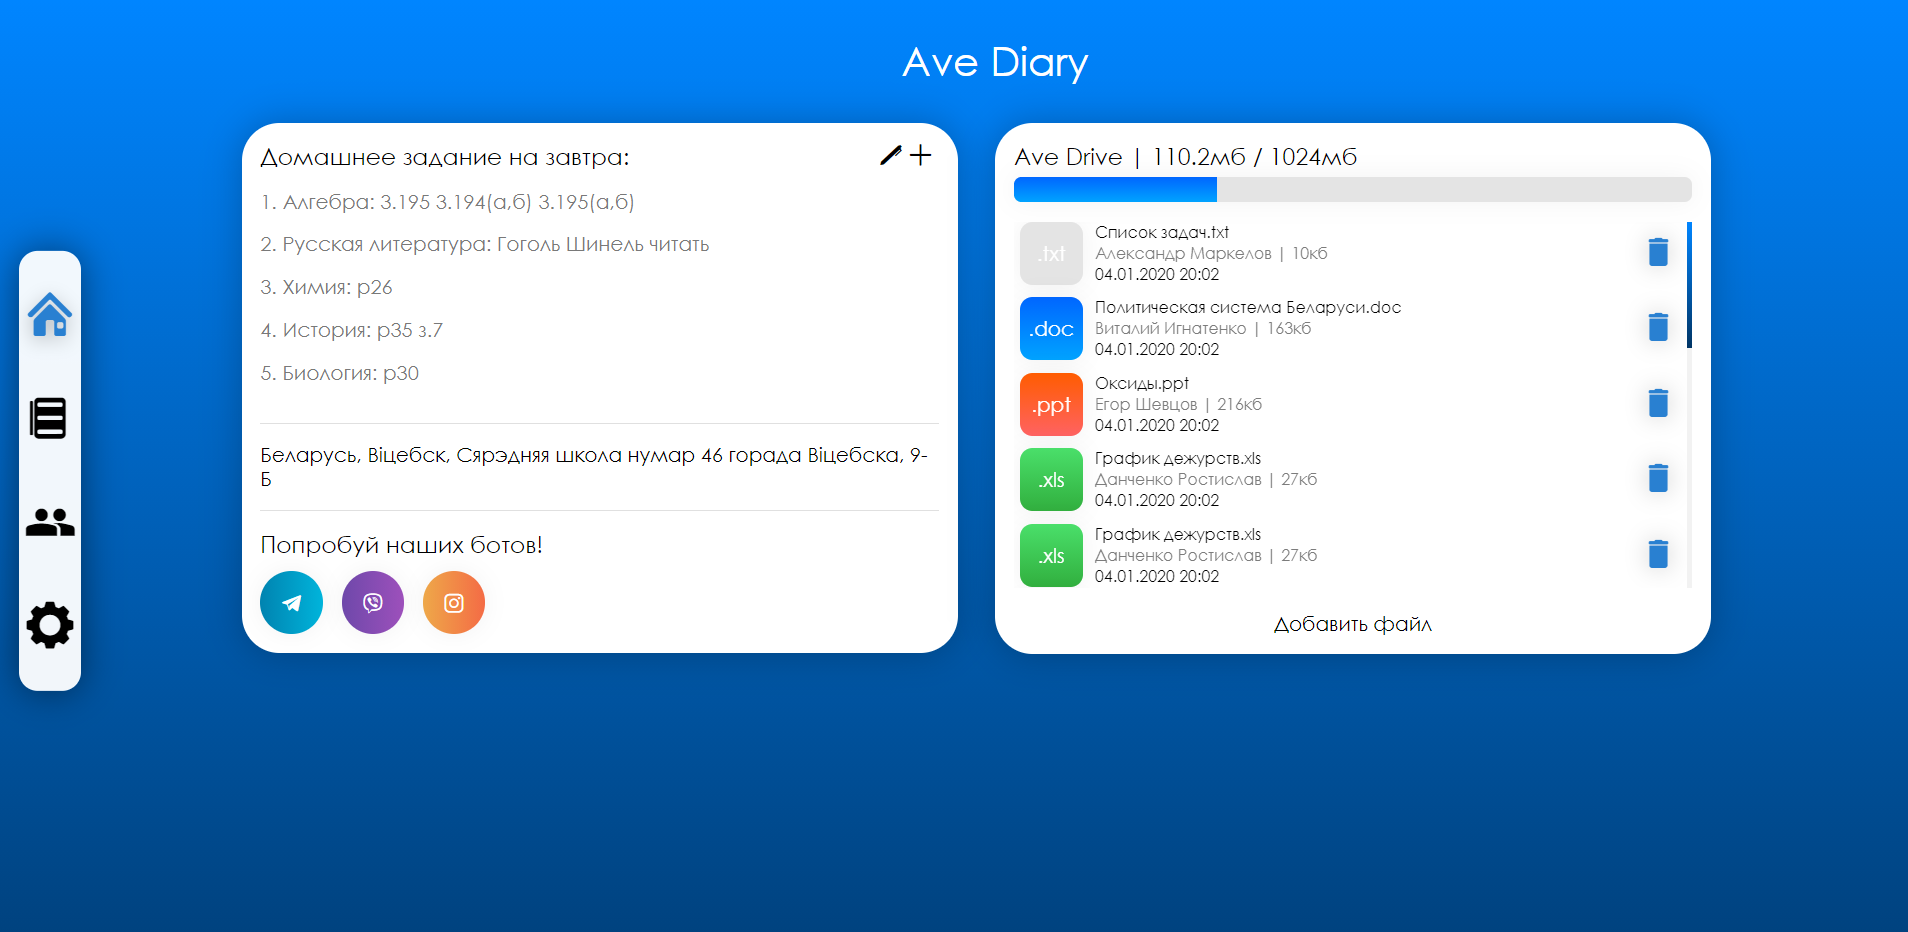 Ave Diary
Домашнее задание на завтра:
1. Алгебра: 3.195 3.194(а,б) 3.195(а,б)
2. Русская литература: Гоголь Шинель читать
3. Химия: р26
4. История: р35 з.7
5. Биология: р30
Беларусь, Віцебск, Сярэдняя школа нумар 46 горада Віцебска, 9-
Б
Попробуй наших ботов!
Ave Drive | 110.2мб / 1024мб
.txt
Список задач.txt
Александр Маркелов | 10кб
04.01.2020 20:02
.doc
Политическая система Беларуси.doc
Виталий Игнатенко | 163кб
04.01.2020 20:02
.ppt
Оксиды.ppt
Егор Шевцов | 216кб
04.01.2020 20:02
.xls
График дежурств.xls
Данченко Ростислав | 27кб
04.01.2020 20:02
.xls
График дежурств.xls
Данченко Ростислав | 27кб
04.01.2020 20:02
Добавить файл